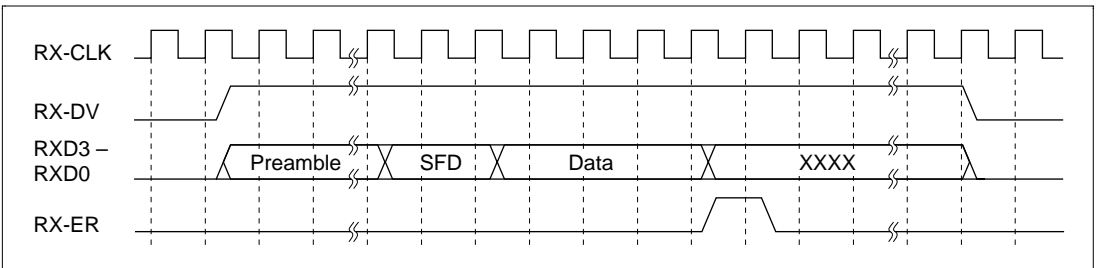 RX-CLK
RX-DV
RXD3 –
RXD0
Preamble
SFD
Data
XXXX
RX-ER